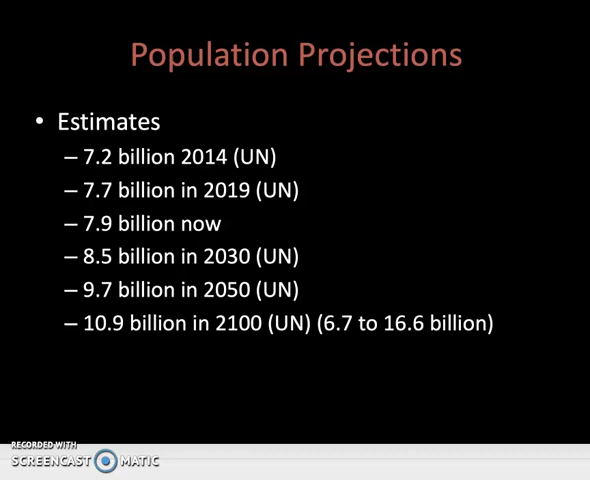 Population Projections
• Estimates
– 7.2 billion 2014 (UN)
– 7.7 billion in 2019 (UN)
– 7.9 billion now
– 8.5 billion in 2030 (UN)
– 9.7 billion in 2050 (UN)
– 10.9 billion in 2100 (UN) (6.7 to 16.6 billion)
RECORDED WITH
SCREENCAST MATIC